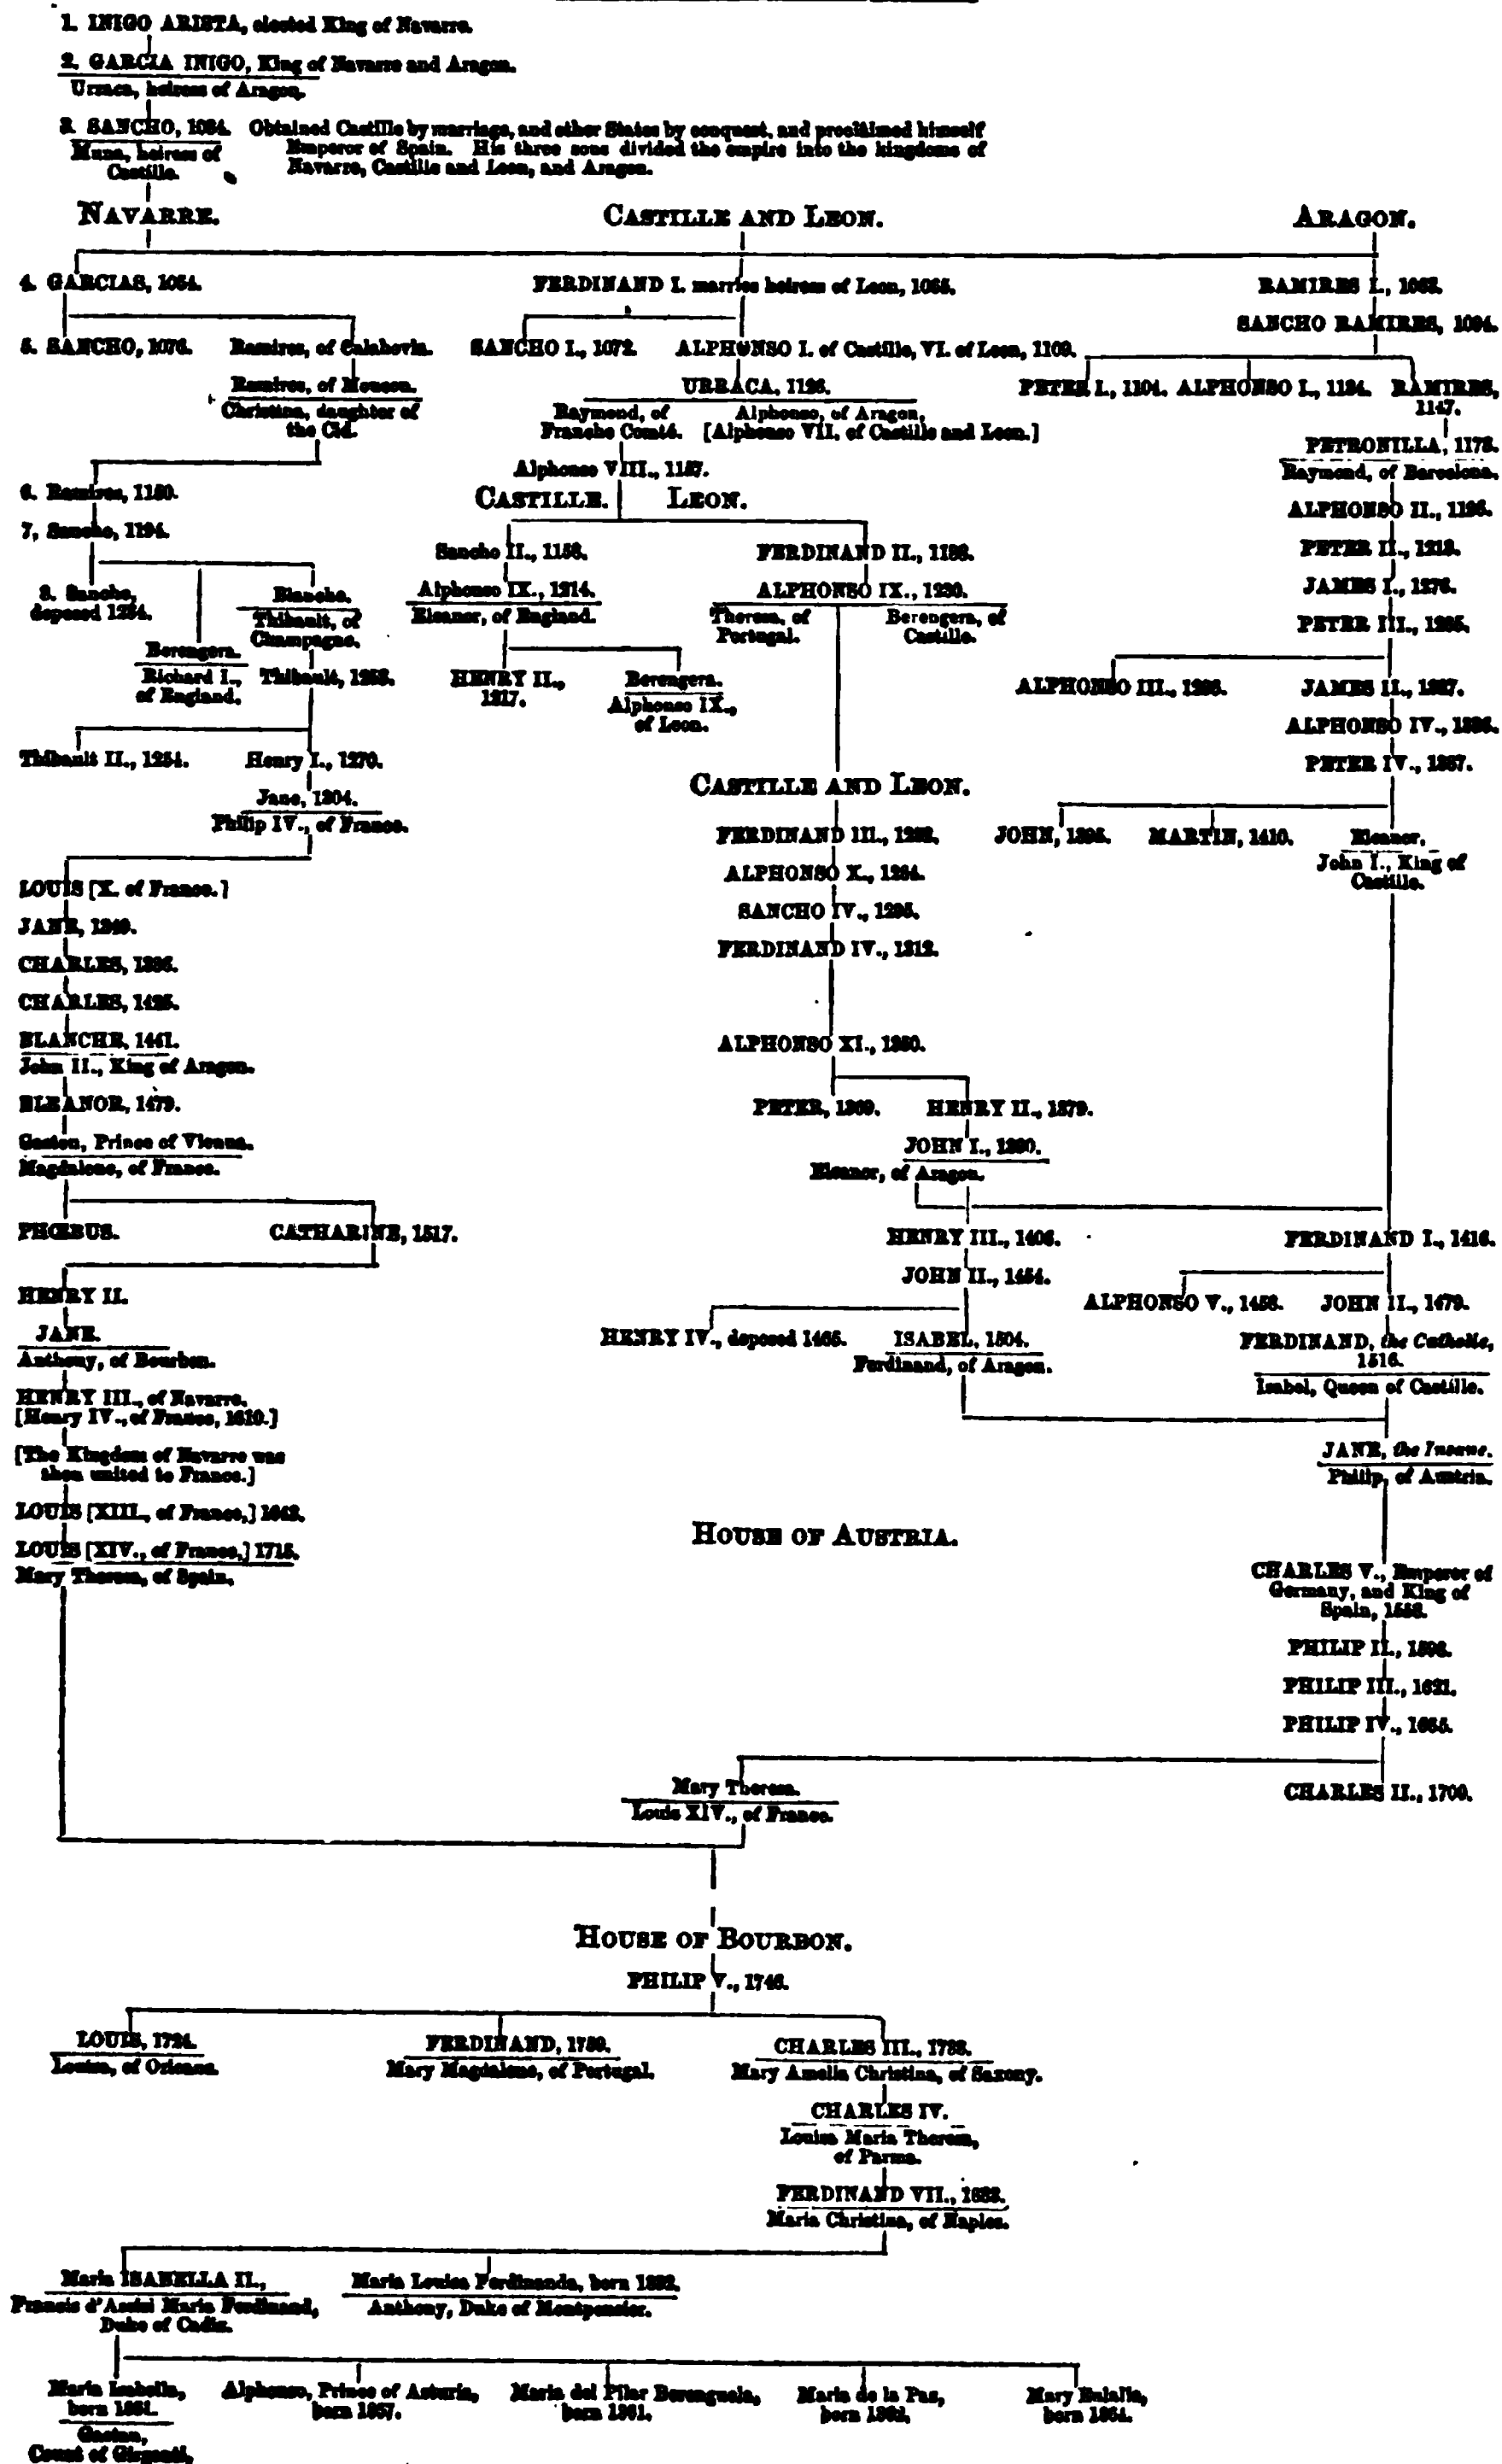 1. INIGO ARISTA, elected King of Navarre.
2. GARCIA INIGO, King of Navarre and Aragon.
Urraca, heiress of Aragon.
3. SANCHO, 1034. Obtained Castille by marriage, and other States by conquest, and proclaimed himself
Muna, heiress of Emperor of Spain. His three sons divided the empire into the kingdoms of
Castille. Navarre, Castille and Leon, and Aragon.
NAVARRE. CASTILLE AND LEON. ARAGON.
4. GARCIAS, 1054. FERDINAND I. marries heiress of Leon, 1065. RAMIRES I., 1063.
SANCHO RAMIRES, 1094.
5. SANCHO, 1076. Ramires, of Calahovia. SANCHO I., 1072. ALPHONSO I. of Castille, VI. of Leon, 1109.
Ramires, of Moncon. URRACA, 1126. PETER I., 1104. ALPHONSO I., 1134. RAMIRES,
1147.
Christina, daughter of Raymond, of Alphonso, of Aragon,
the Cid. Franche Comté. [Alphonso VII. of Castille and Leon.]
PETRONILLA, 1173.
Raymond, of Barcelona.
Alphonso VIII., 1157.
6. Ramires, 1150. CASTILLE. LEON.
ALPHONSO II., 1196.
7, Sancho, 1194.
Sancho II., 1158. FERDINAND II., 1188. PETER II., 1213.
8. Sancho, Blanche. Alphonso IX., 1214. ALPHONSO IX., 1230. JAMES I., 1276.
deposed 1234. Thibault, of Eleanor, of England. Theresa, of Berengera, of
Champagne. Portugal. Castille. PETER III., 1285.
Berengera.
Richard I., Thibault, 1253. HENRY II., Berengera. ALPHONSO III., 1293. JAMES II., 1327.
of England. 1217. Alphonso IX.,
of Leon.
ALPHONSO IV., 1336.
Thibault II., 1254. Henry I., 1270. PETER IV., 1387.
CASTILLE AND LEON.
Jane, 1304.
Philip IV., of France.
FERDINAND III., 1252. JOHN, 1395. MARTIN, 1410. Eleanor,
John I., King of
Castille.
LOUIS [X. of France.] ALPHONSO X., 1284.
JANE, 1349. SANCHO IV., 1295.
CHARLES, 1386. FERDINAND IV., 1312.
CHARLES, 1425.
BLANCHE, 1441. ALPHONSO XI., 1350.
John II., King of Aragon.
ELEANOR, 1479. PETER, 1369. HENRY II., 1379.
Gaston, Prince of Vienna. JOHN I., 1390.
Magdalene, of France. Eleanor, of Aragon.
PHŒBUS. CATHARINE, 1517. HENRY III., 1406. FERDINAND I., 1416.
JOHN II., 1454.
HENRY II. ALPHONSO V., 1458. JOHN II., 1479.
JANE. HENRY IV., deposed 1465. ISABEL, 1504. FERDINAND, the Catholic,
Anthony, of Bourbon. Ferdinand, of Aragon. 1516.
Isabel, Queen of Castille.
HENRY III., of Navarre.
[Henry IV., of France, 1610.]
[The Kingdom of Navarre was
then united to France.]
JANE, the Insane.
Philip, of Austria.
LOUIS [XIII., of France,] 1643.
HOUSE OF AUSTRIA.
LOUIS [XIV., of France,] 1715.
Mary Theresa, of Spain.
CHARLES V., Emperor of
Germany, and King of
Spain, 1558.
PHILIP II., 1598.
PHILIP III., 1621.
PHILIP IV., 1665.
Mary Theresa. CHARLES II., 1700.
Louis XIV., of France.
HOUSE OF BOURBON.
PHILIP V., 1746.
LOUIS, 1724. FERDINAND, 1759. CHARLES III., 1788.
Louisa, of Orleans. Mary Magdalene, of Portugal. Mary Amelia Christina, of Saxony.
CHARLES IV.
Louisa Maria Theresa,
of Parma.
FERDINAND VII., 1833.
Maria Christina, of Naples.
Maria ISABELLA II., Maria Louisa Ferdinanda, born 1832.
Francis d'Assisi Maria Ferdinand, Anthony, Duke of Montpensier.
Duke of Cadiz.
Maria Isabella, Alphonso, Prince of Asturia, Maria del Pilar Berenguela, Maria de la Paz, Mary Eulalia,
born 1851. born 1857. born 1861. born 1862. born 1864.
Gaetan,
Count of Girgenti,